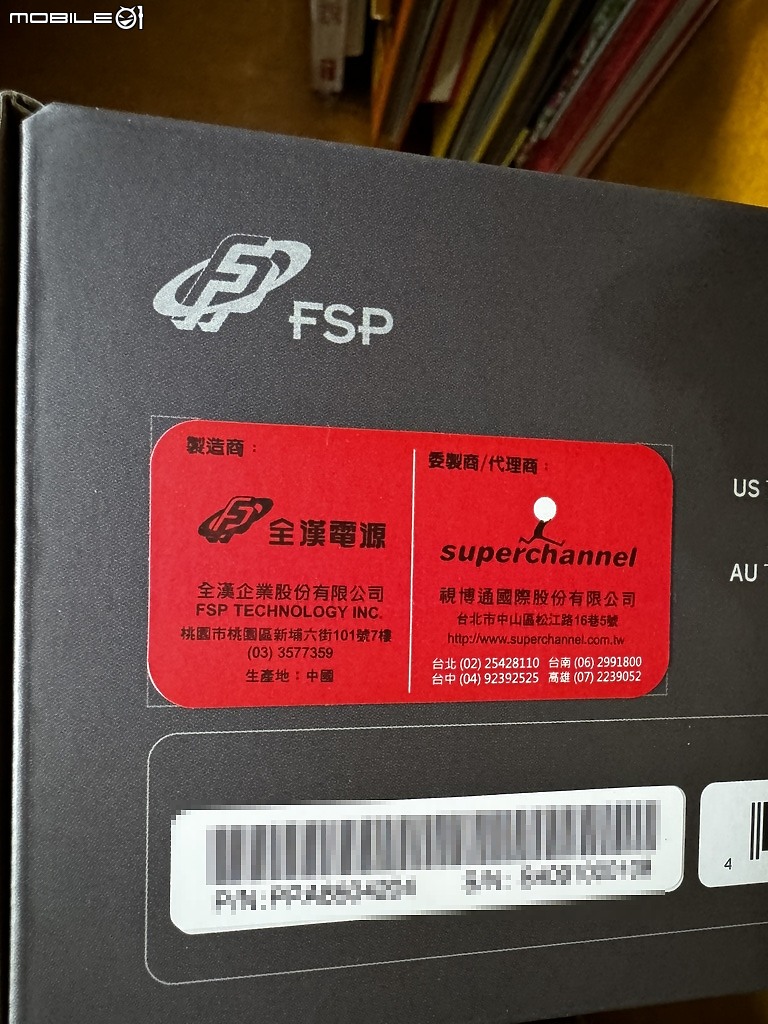 MOBILE01
FSP
US
AU
製造商：
全漢電源
全漢企業股份有限公司
FSP TECHNOLOGY INC.
桃園市桃園區新埔六街101號7樓
(03) 3577359
生產地：中國
委製商/代理商：
superchannel
視博通國際股份有限公司
台北市中山區松江路16巷5號
http://www.superchannel.com.tw
台北 (02) 25428110 台南 (06) 2991800
台中 (04) 92392525 高雄 (07) 2239052
P/N:
S/N:
4